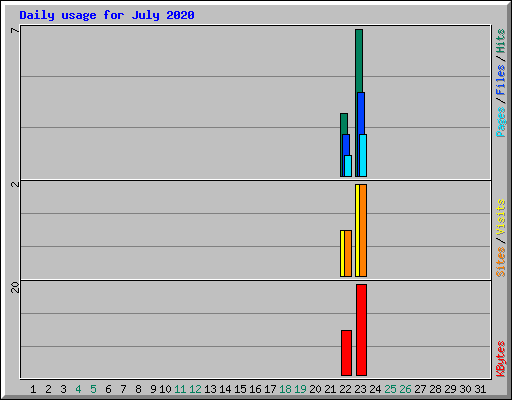 Daily usage for July 2020
7
Pages/Files/Hits
2
Sites/Visits
20
KBytes
1 2 3 4 5 6 7 8 9 10 11 12 13 14 15 16 17 18 19 20 21 22 23 24 25 26 27 28 29 30 31